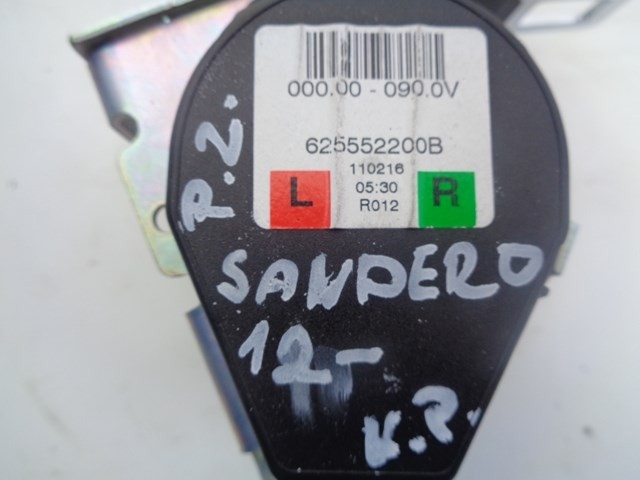 000.00 - 090.0V
625552200B
110216
05:30
R012
L
R
P.Z.
SANDERO
12-
K.P.